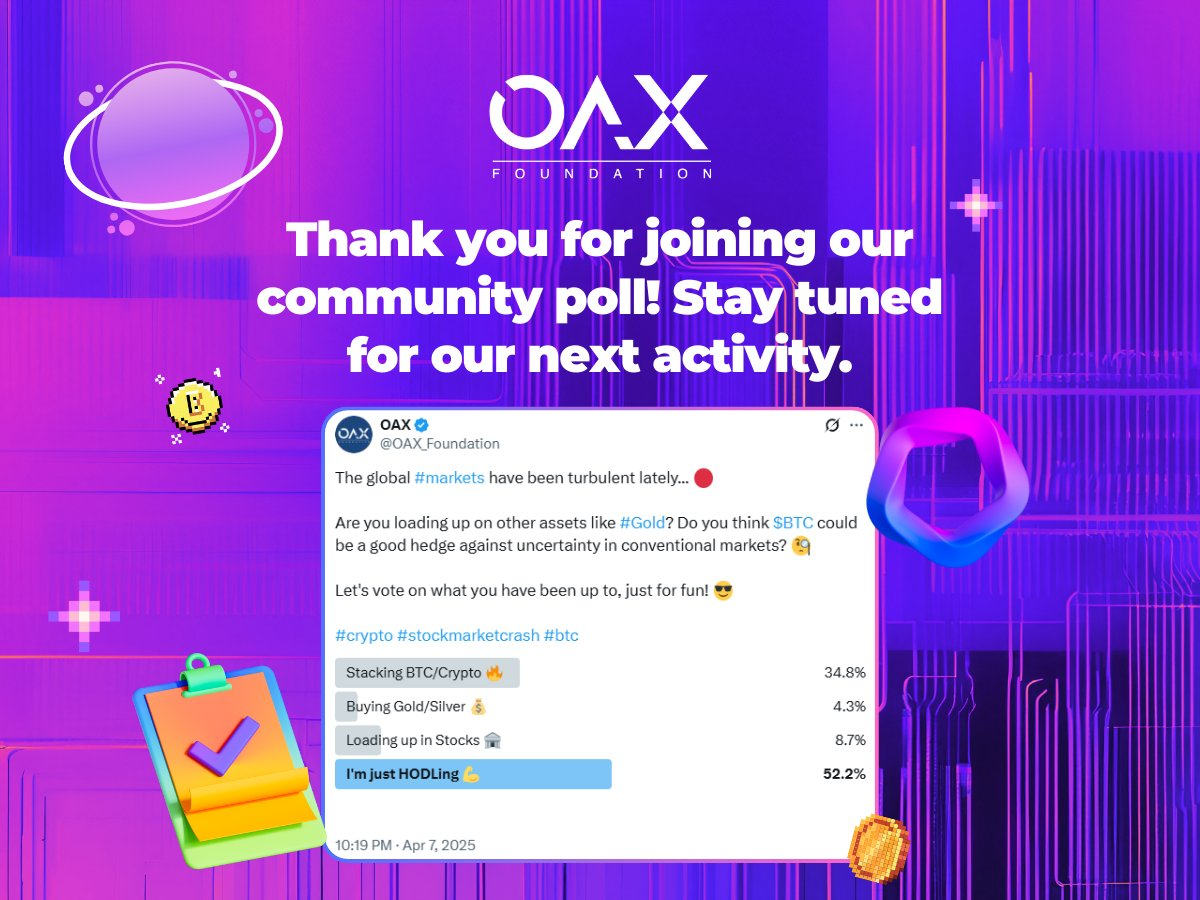 OAX
FOUNDATION
Thank you for joining our
community poll! Stay tuned
for our next activity.
OAX
OAX
@OAX_Foundation
The global #markets have been turbulent lately... 🔴
Are you loading up on other assets like #Gold? Do you think $BTC could
be a good hedge against uncertainty in conventional markets? 🧐
Let's vote on what you have been up to, just for fun! 😎
#crypto #stockmarketcrash #btc
Stacking BTC/Crypto 🔥 34.8%
Buying Gold/Silver 💰 4.3%
Loading up in Stocks 🏛️ 8.7%
I'm just HODLing 💪 52.2%
10:19 PM · Apr 7, 2025